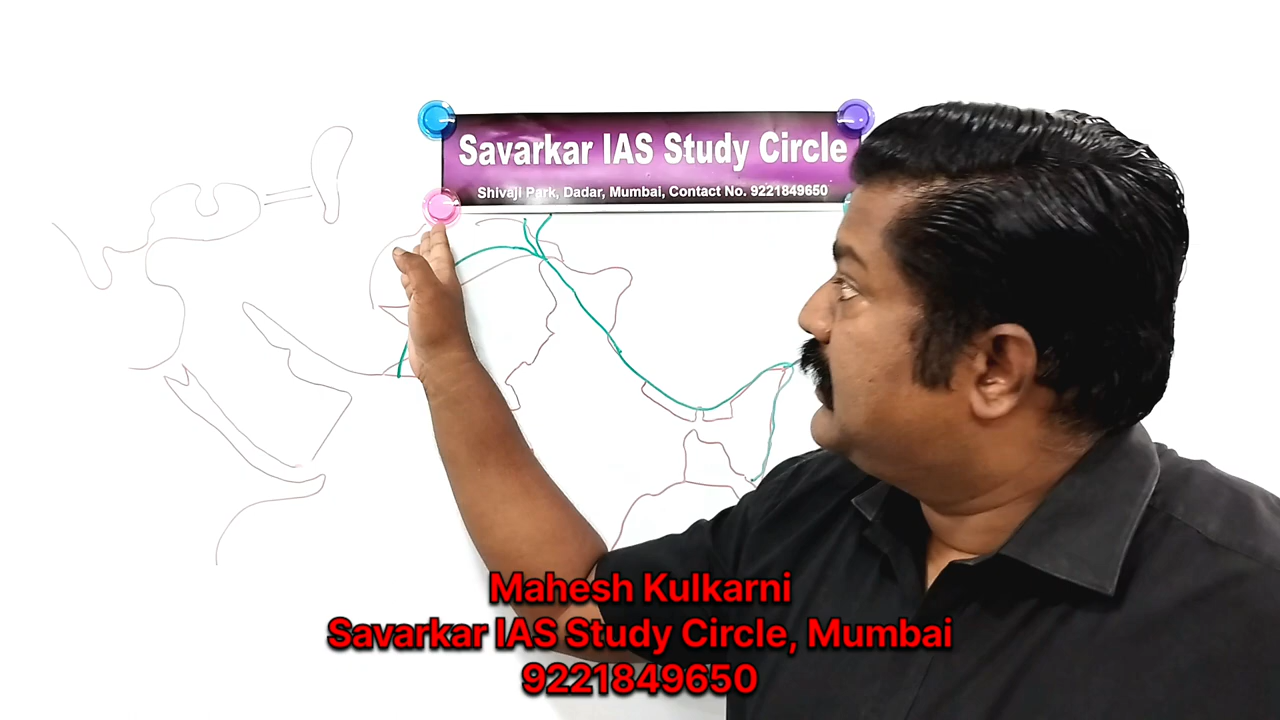 Savarkar IAS Study Circle
Shivaji Park, Dadar, Mumbai, Contact No. 9221849650
Mahesh Kulkarni
Savarkar IAS Study Circle, Mumbai
9221849650